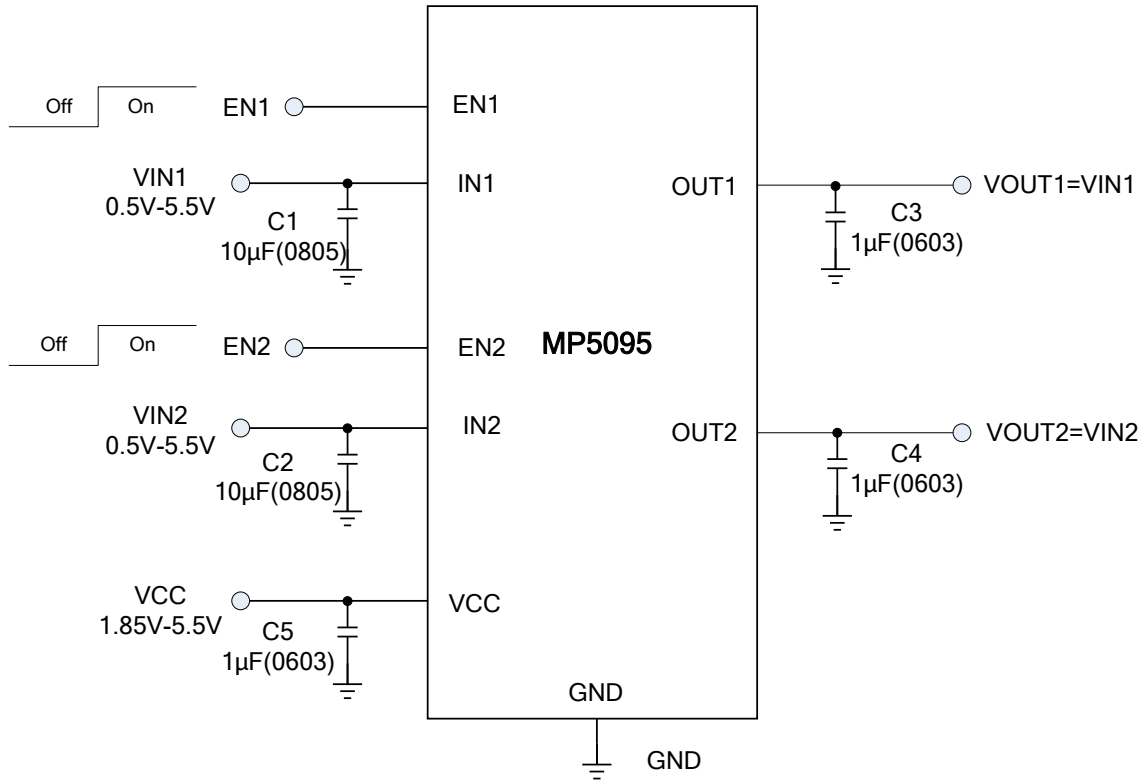 Off
On
EN1
EN1
VIN1
0.5V-5.5V
IN1
C1
10µF(0805)
OUT1
VOUT1=VIN1
C3
1µF(0603)
Off
On
EN2
EN2
MP5095
VIN2
0.5V-5.5V
IN2
C2
10µF(0805)
OUT2
VOUT2=VIN2
C4
1µF(0603)
VCC
1.85V-5.5V
VCC
C5
1µF(0603)
GND
GND